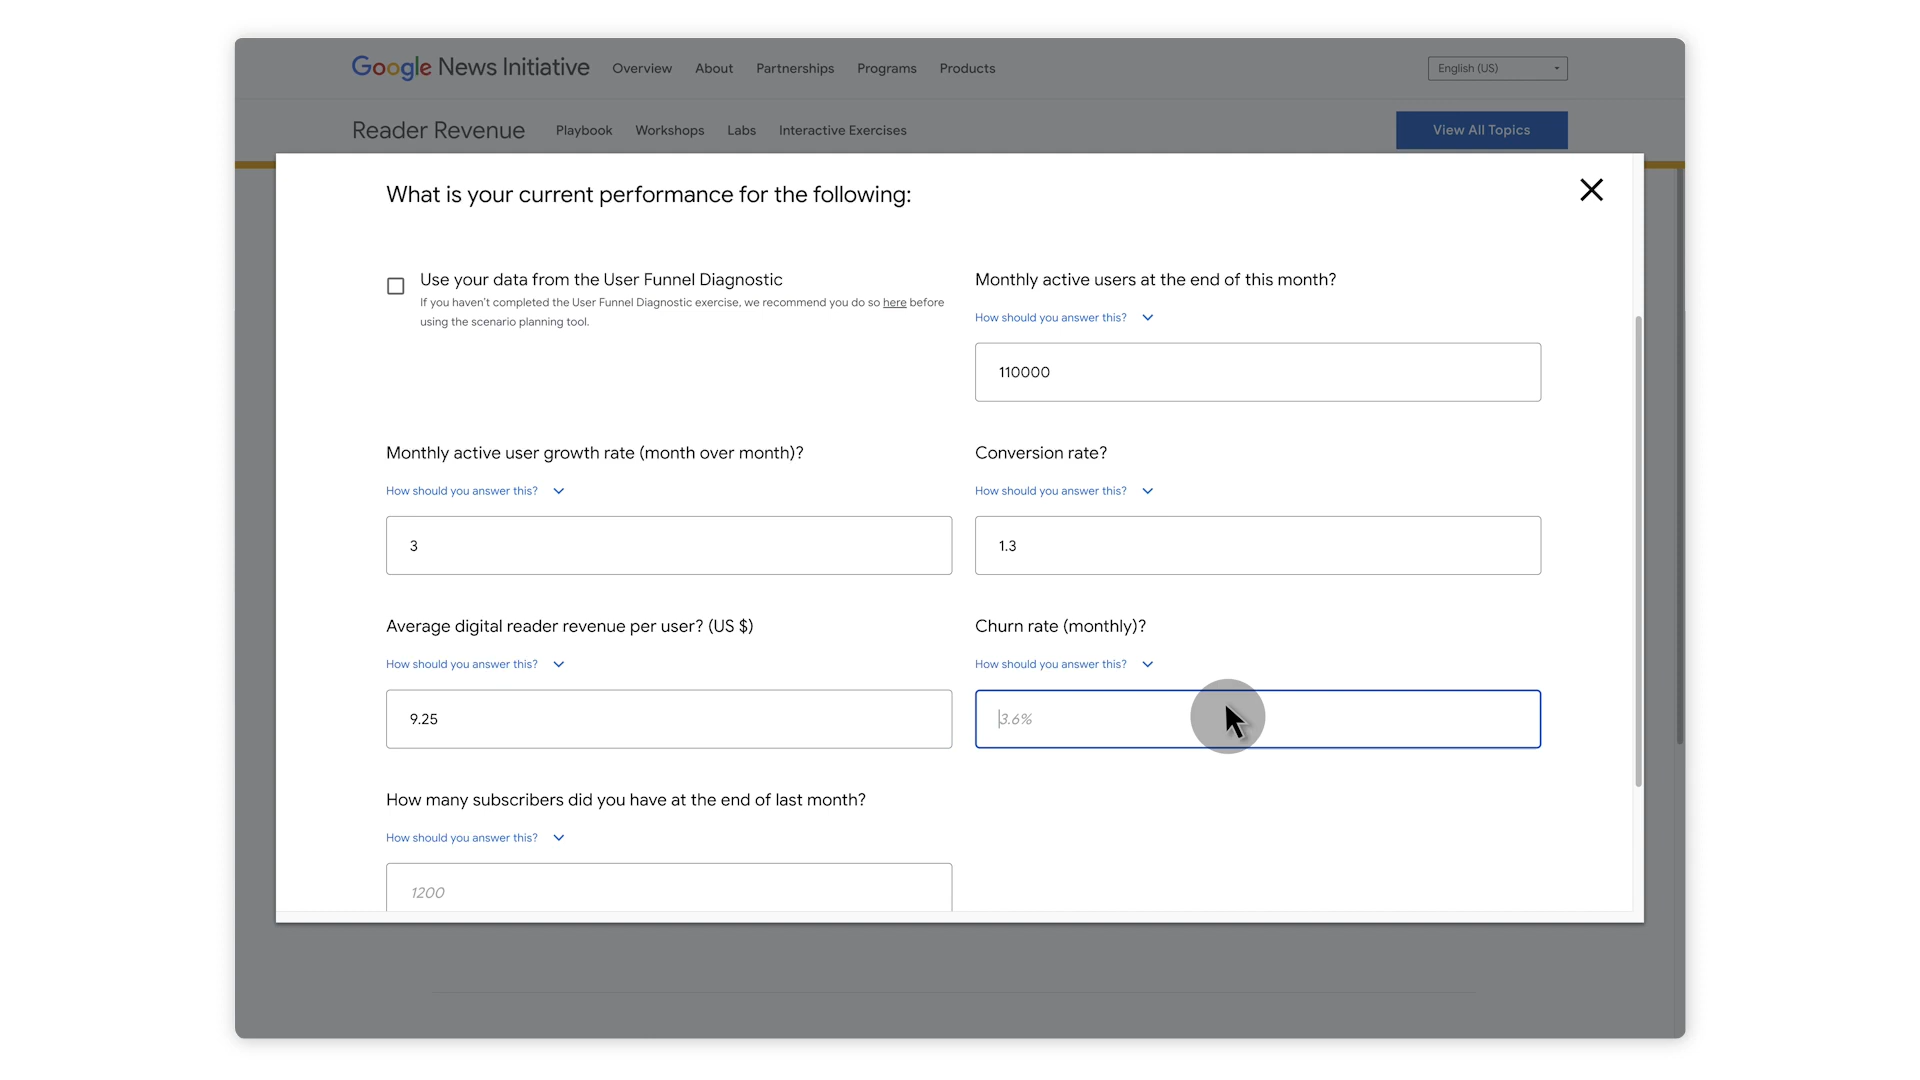 Google News Initiative Overview About Partnerships Programs Products English (US)
Reader Revenue Playbook Workshops Labs Interactive Exercises View All Topics
What is your current performance for the following:
Use your data from the User Funnel Diagnostic
If you haven't completed the User Funnel Diagnostic exercise, we recommend you do so here before
using the scenario planning tool.
Monthly active users at the end of this month?
How should you answer this?
110000
Monthly active user growth rate (month over month)?
How should you answer this?
3
Conversion rate?
How should you answer this?
1.3
Average digital reader revenue per user? (US $)
How should you answer this?
9.25
Churn rate (monthly)?
How should you answer this?
3.6%
How many subscribers did you have at the end of last month?
How should you answer this?
1200